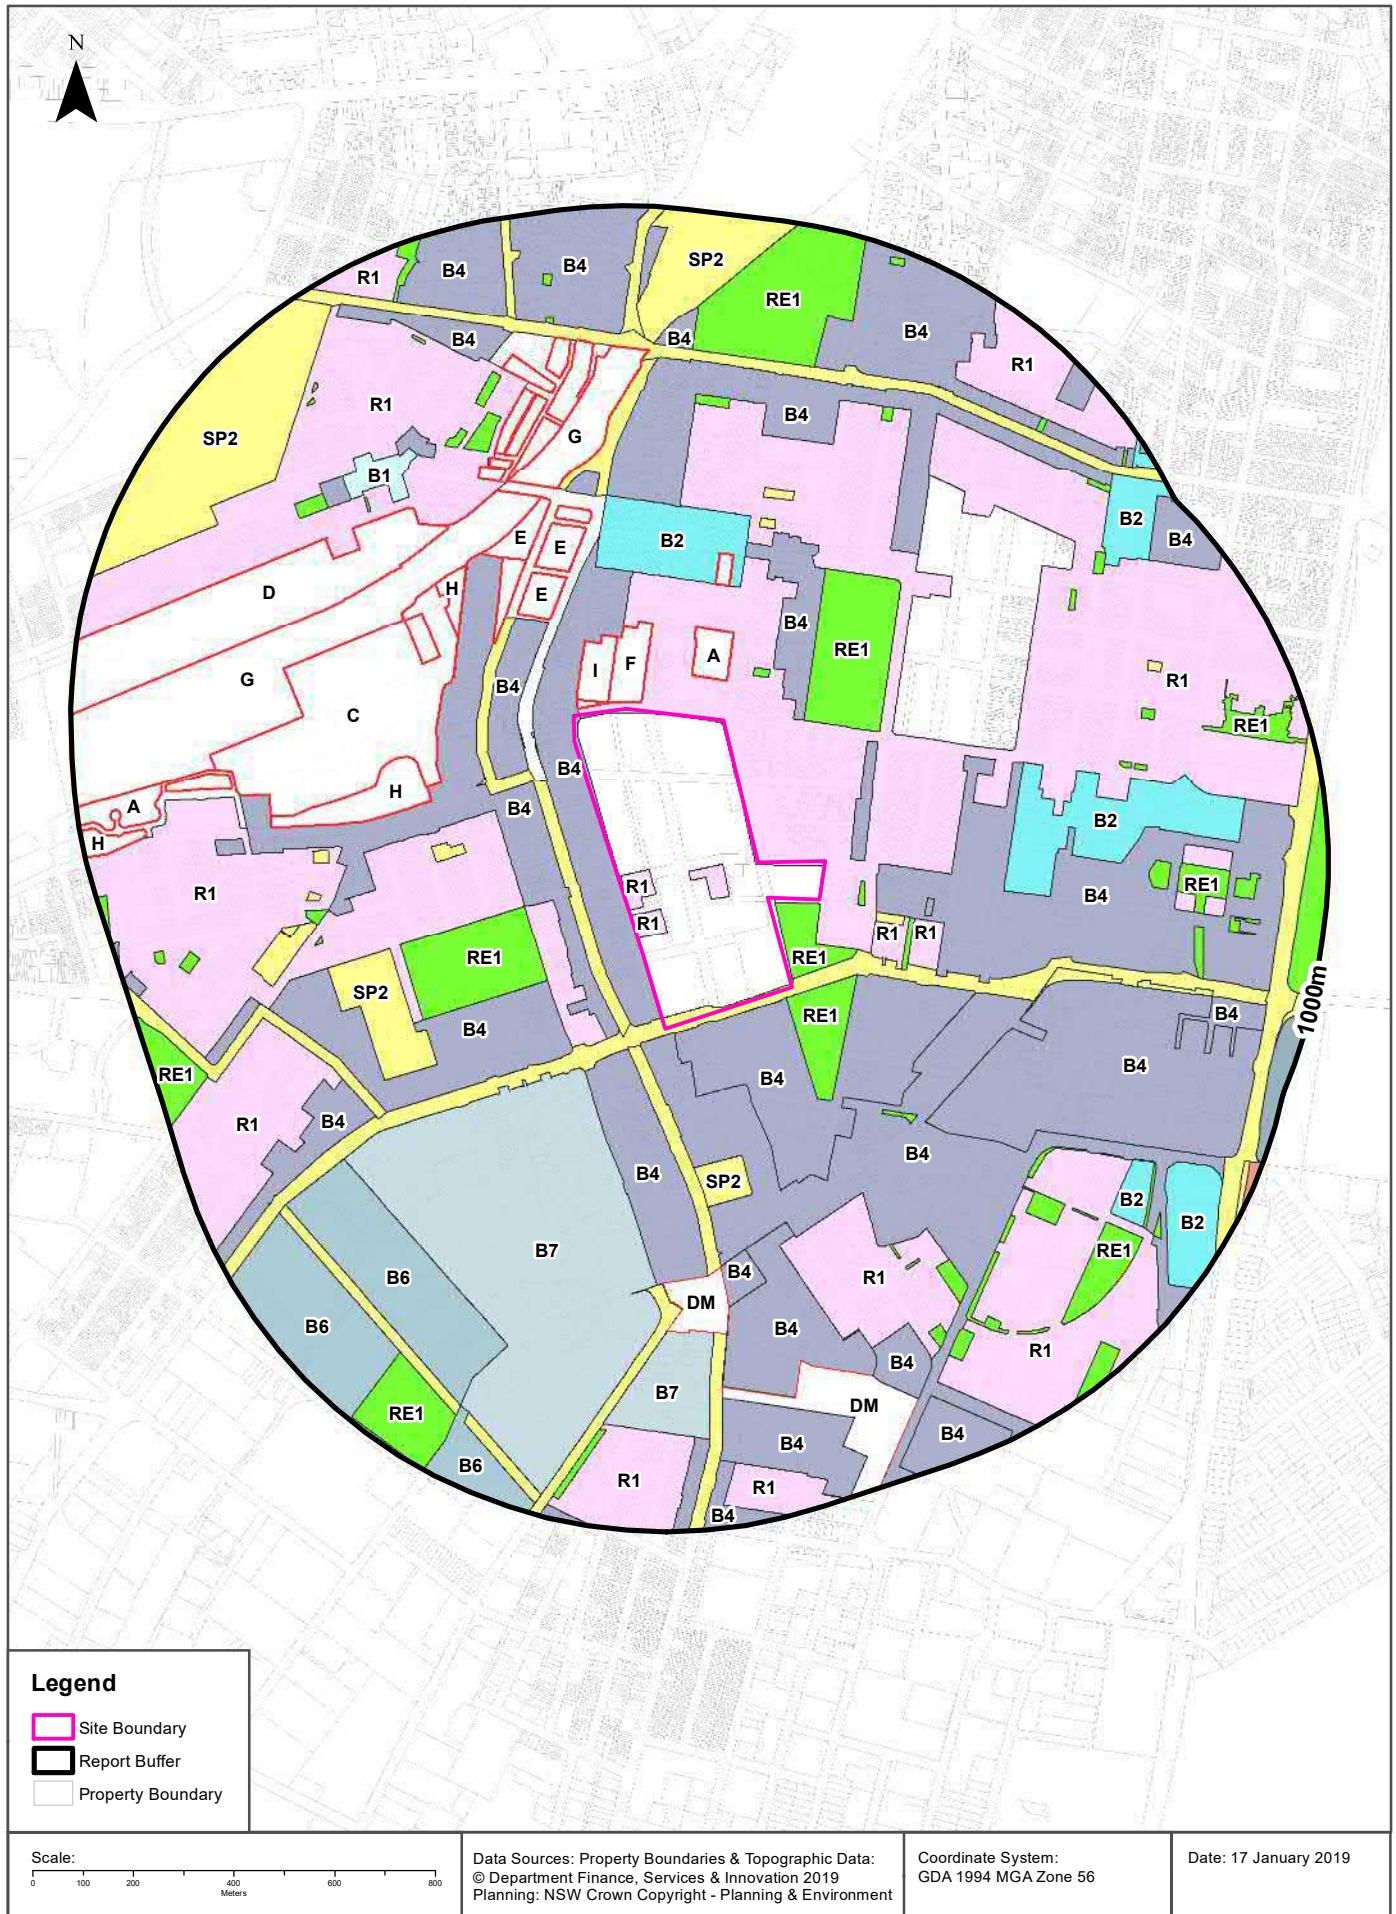 N
SP2
B4
B4
R1
RE1
B4
B4
B4
R1
R1
B4
SP2
G
B1
B2
B2
B4
E
E
E
D
H
B4
RE1
I
F
A
R1
G
B4
C
RE1
B4
H
A
B4
B2
H
R1
R1
RE1
B4
R1
R1
R1
RE1
RE1
SP2
1000m
B4
RE1
B4
B4
RE1
B4
R1
B4
B4
B4
SP2
B2
B2
B7
RE1
B4
B6
R1
DM
B6
B4
R1
B4
B7
DM
RE1
B4
B4
B6
R1
R1
B4
Legend
Site Boundary
Report Buffer
Property Boundary
Scale:
0 100 200 400 600 800
Meters
Data Sources: Property Boundaries & Topographic Data:
© Department Finance, Services & Innovation 2019
Planning: NSW Crown Copyright - Planning & Environment
Coordinate System:
GDA 1994 MGA Zone 56
Date: 17 January 2019